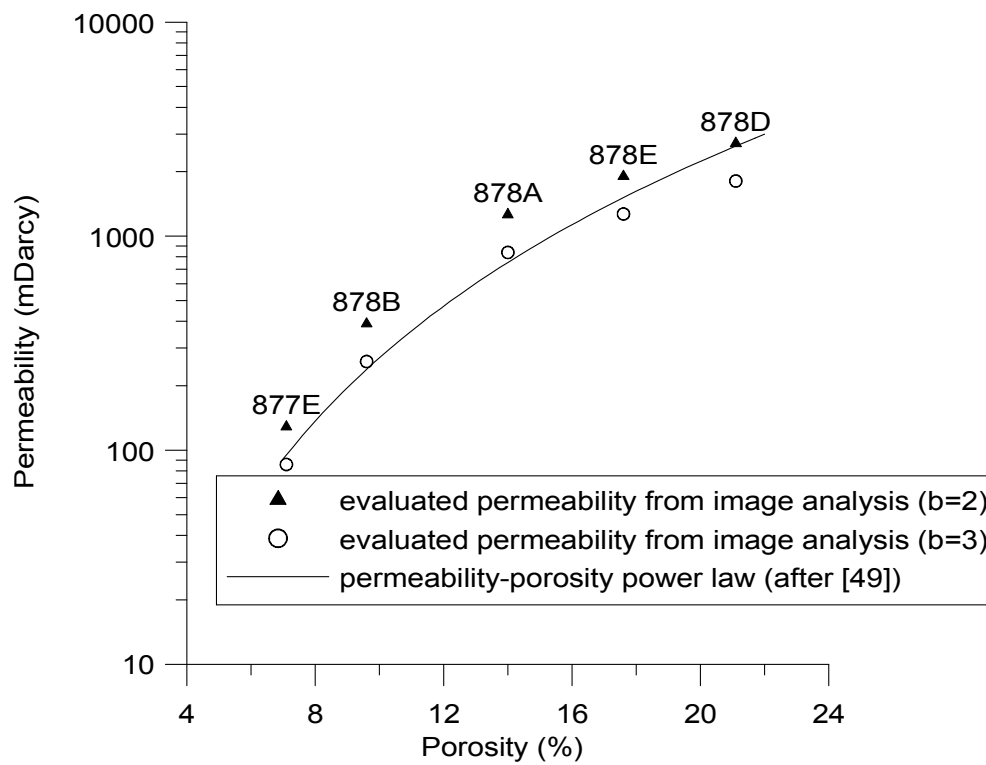 10000
878D
878E
878A
1000
878B
877E
100
evaluated permeability from image analysis (b=2)
evaluated permeability from image analysis (b=3)
permeability-porosity power law (after [49])
10
4 8 12 16 20 24
Porosity (%)
Permeability (mDarcy)